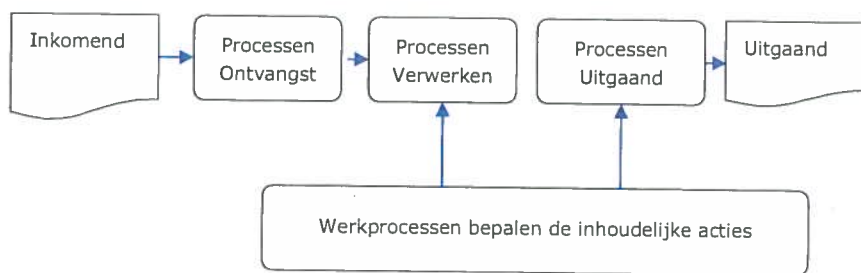 Inkomend
Processen
Ontvangst
Processen
Verwerken
Processen
Uitgaand
Uitgaand
Werkprocessen bepalen de inhoudelijke acties